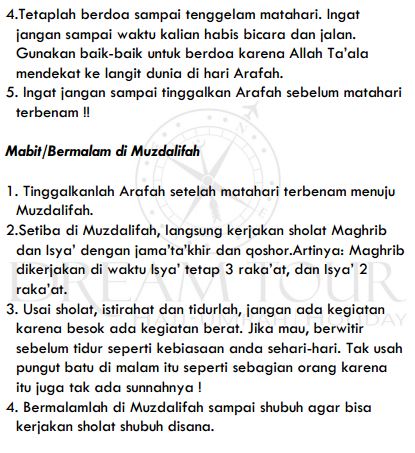 4.Tetaplah berdoa sampai tenggelam matahari. Ingat
jangan sampai waktu kalian habis bicara dan jalan.
Gunakan baik-baik untuk berdoa karena Allah Ta'ala
mendekat ke langit dunia di hari Arafah.
5. Ingat jangan sampai tinggalkan Arafah sebelum matahari
terbenam !!
Mabit/Bermalam di Muzdalifah
1. Tinggalkanlah Arafah setelah matahari terbenam menuju
Muzdalifah.
2.Setiba di Muzdalifah, langsung kerjakan sholat Maghrib
dan Isya' dengan jama'ta'khir dan qoshor.Artinya: Maghrib
dikerjakan di waktu Isya' tetap 3 raka'at, dan Isya' 2
raka'at.
3. Usai sholat, istirahat dan tidurlah, jangan ada kegiatan
karena besok ada kegiatan berat. Jika mau, berwitir
sebelum tidur seperti kebiasaan anda sehari-hari. Tak usah
pungut batu di malam itu seperti sebagian orang karena
itu juga tak ada sunnahnya !
4. Bermalamlah di Muzdalifah sampai shubuh agar bisa
kerjakan sholat shubuh disana.
DREAM TOUR